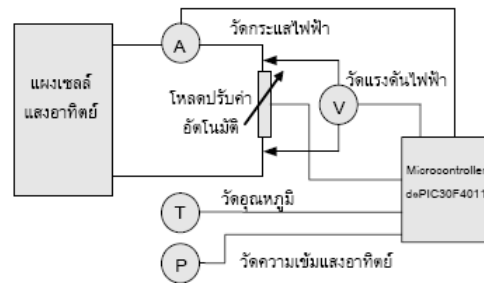 A
วัดกระแสไฟฟ้า
แผงเซลล์
แสงอาทิตย์
โหลดปรับค่า
อัตโนมัติ
V
วัดแรงดันไฟฟ้า
Microcontroller
dsPIC30F4011
T
วัดอุณหภูมิ
P
วัดความเข้มแสงอาทิตย์